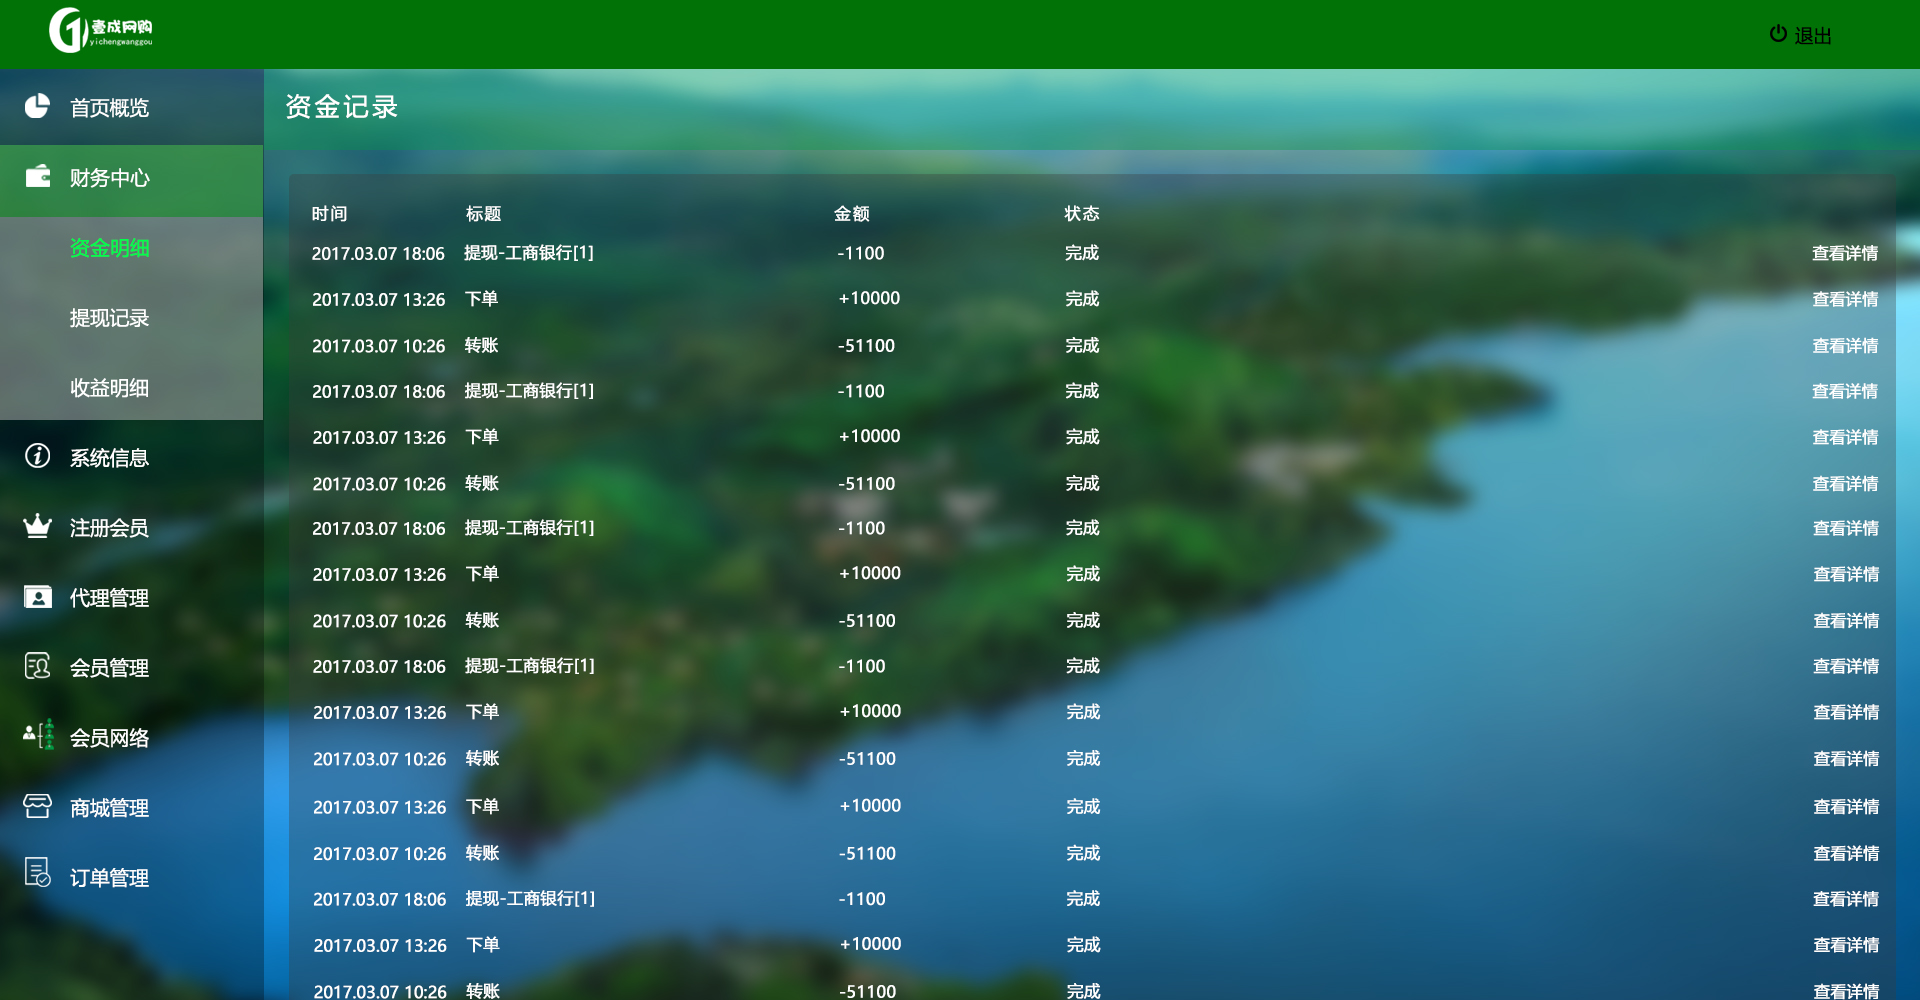 壹成网购
yichengwanggou
退出
首页概览
财务中心
资金明细
提现记录
收益明细
系统信息
注册会员
代理管理
会员管理
会员网络
商城管理
订单管理
资金记录
时间 标题 金额 状态
2017.03.07 18:06 提现-工商银行[1] -1100 完成 查看详情
2017.03.07 13:26 下单 +10000 完成 查看详情
2017.03.07 10:26 转账 -51100 完成 查看详情
2017.03.07 18:06 提现-工商银行[1] -1100 完成 查看详情
2017.03.07 13:26 下单 +10000 完成 查看详情
2017.03.07 10:26 转账 -51100 完成 查看详情
2017.03.07 18:06 提现-工商银行[1] -1100 完成 查看详情
2017.03.07 13:26 下单 +10000 完成 查看详情
2017.03.07 10:26 转账 -51100 完成 查看详情
2017.03.07 18:06 提现-工商银行[1] -1100 完成 查看详情
2017.03.07 13:26 下单 +10000 完成 查看详情
2017.03.07 10:26 转账 -51100 完成 查看详情
2017.03.07 13:26 下单 +10000 完成 查看详情
2017.03.07 10:26 转账 -51100 完成 查看详情
2017.03.07 18:06 提现-工商银行[1] -1100 完成 查看详情
2017.03.07 13:26 下单 +10000 完成 查看详情
2017.03.07 10:26 转账 -51100 完成 查看详情